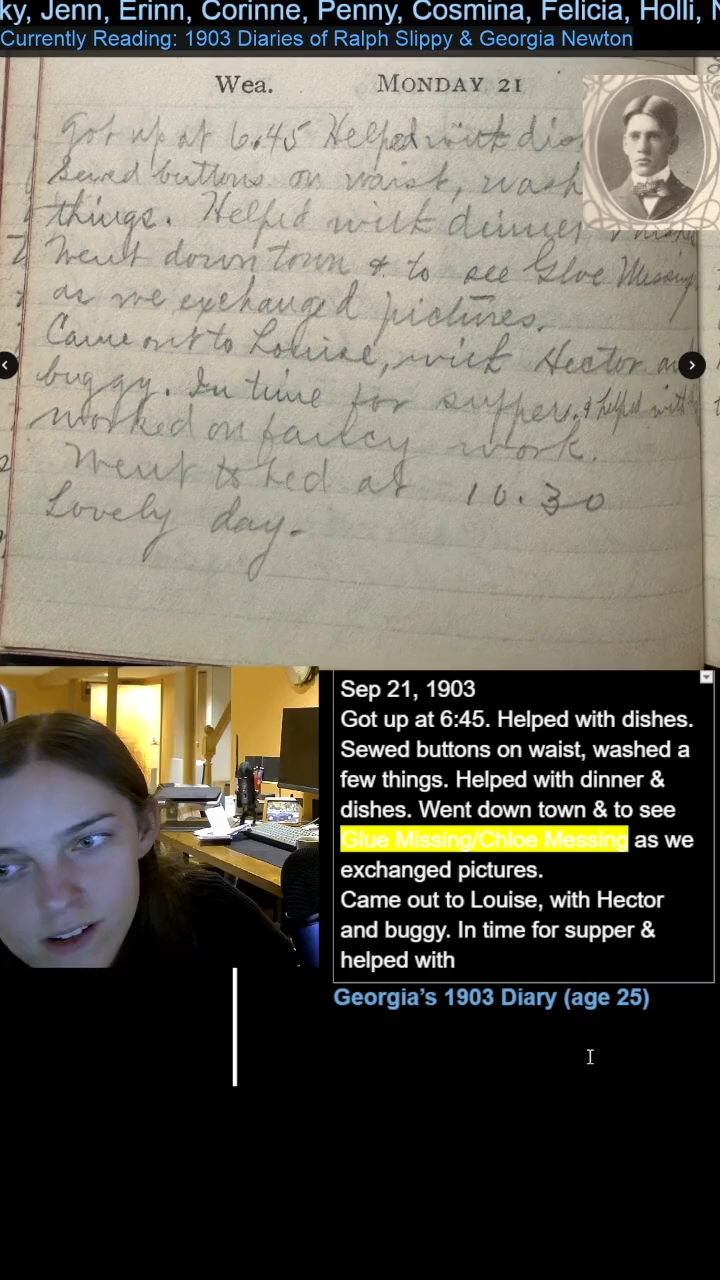 ky, Jenn, Erinn, Corinne, Penny, Cosmina, Felicia, Holli, N
Currently Reading: 1903 Diaries of Ralph Slippy & Georgia Newton
Wea. MONDAY 21
Got up at 6.45 Helped with dis
Sewed buttons on waist, wash
things. Helped with dinner
Went down town & to see
as we exchanged pictures.
Came out to Louise, with Hector an
buggy. In time for supper. & helped with
Worked on fancy work.
Went to bed at 10.30
Lovely day.
Sep 21, 1903
Got up at 6:45. Helped with dishes.
Sewed buttons on waist, washed a
few things. Helped with dinner &
dishes. Went down town & to see
Glue Missing/Chloe Messing as we
exchanged pictures.
Came out to Louise, with Hector
and buggy. In time for supper &
helped with
Georgia's 1903 Diary (age 25)